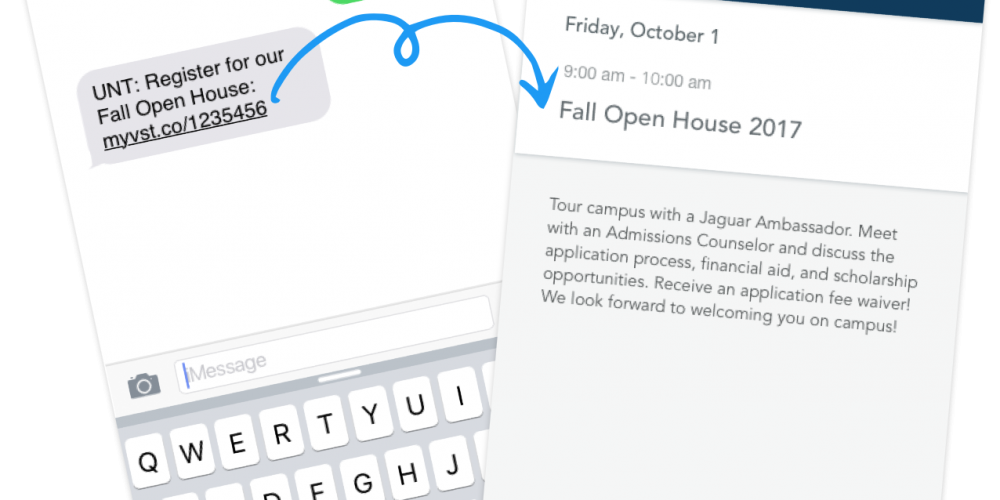 UNT: Register for our
Fall Open House:
myvst.co/1235456
iMessage
Q W E R T Y U I
D F G H J
Friday, October 1
9:00 am - 10:00 am
Fall Open House 2017
Tour campus with a Jaguar Ambassador. Meet
with an Admissions Counselor and discuss the
application process, financial aid, and scholarship
opportunities. Receive an application fee waiver!
We look forward to welcoming you on campus!